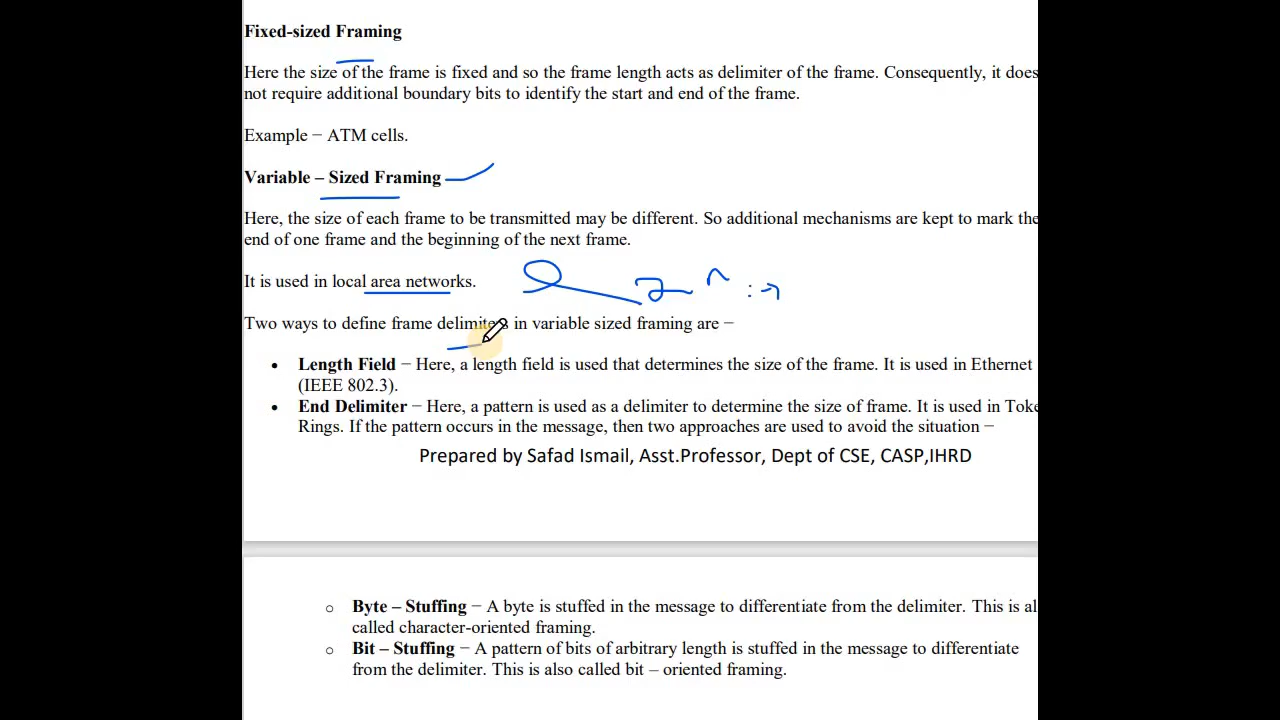 Fixed-sized Framing
Here the size of the frame is fixed and so the frame length acts as delimiter of the frame. Consequently, it does
not require additional boundary bits to identify the start and end of the frame.
Example − ATM cells.
Variable – Sized Framing
Here, the size of each frame to be transmitted may be different. So additional mechanisms are kept to mark the
end of one frame and the beginning of the next frame.
It is used in local area networks.
Two ways to define frame delimiters in variable sized framing are −
• Length Field − Here, a length field is used that determines the size of the frame. It is used in Ethernet
(IEEE 802.3).
• End Delimiter − Here, a pattern is used as a delimiter to determine the size of frame. It is used in Toke
Rings. If the pattern occurs in the message, then two approaches are used to avoid the situation −
Prepared by Safad Ismail, Asst.Professor, Dept of CSE, CASP,IHRD
o Byte – Stuffing − A byte is stuffed in the message to differentiate from the delimiter. This is al
called character-oriented framing.
o Bit – Stuffing − A pattern of bits of arbitrary length is stuffed in the message to differentiate
from the delimiter. This is also called bit – oriented framing.